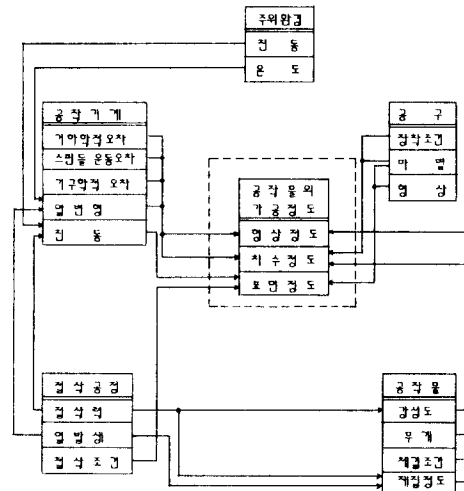 주위환경
진 동
온 도
공작기계
기하학적오차
스핀들 운동오차
기구학적 오차
열변형
진 동
공 구
장착조건
마 멸
형 상
공작물의
가공정도
형상정도
치수정도
표면정도
절삭공정
절삭력
열발생
절삭조건
공작물
강성도
무게
체결조건
재질정도